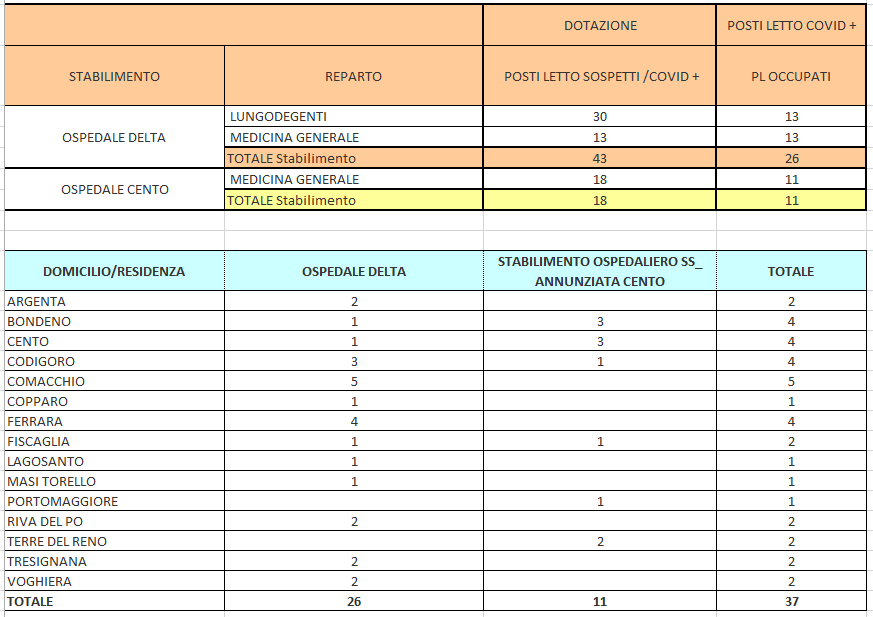 DOTAZIONE POSTI LETTO COVID +
STABILIMENTO REPARTO POSTI LETTO SOSPETTI /COVID + PL OCCUPATI
OSPEDALE DELTA
LUNGODEGENTI 30 13
MEDICINA GENERALE 13 13
TOTALE Stabilimento 43 26
OSPEDALE CENTO
MEDICINA GENERALE 18 11
TOTALE Stabilimento 18 11
DOMICILIO/RESIDENZA OSPEDALE DELTA STABILIMENTO OSPEDALIERO SS_
ANNUNZIATA CENTO TOTALE
ARGENTA 2 2
BONDENO 1 3 4
CENTO 1 3 4
CODIGORO 3 1 4
COMACCHIO 5 5
COPPARO 1 1
FERRARA 4 4
FISCAGLIA 1 1 2
LAGOSANTO 1 1
MASI TORELLO 1 1
PORTOMAGGIORE 1 1
RIVA DEL PO 2 2
TERRE DEL RENO 2 2
TRESIGNANA 2 2
VOGHIERA 2 2
TOTALE 26 11 37